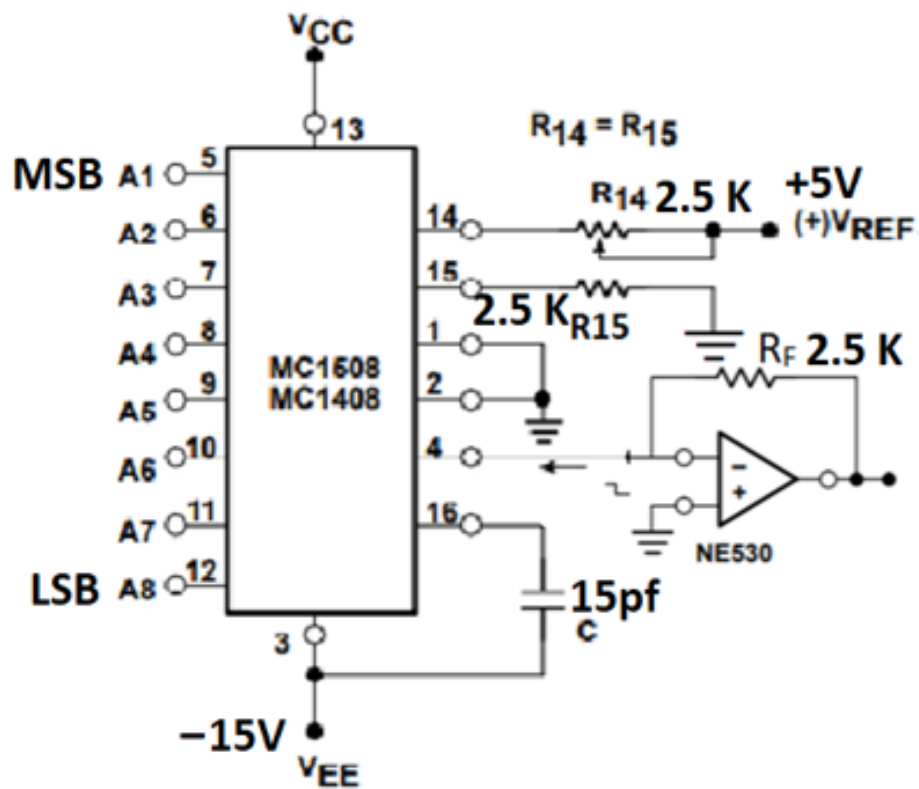 VCC
13
R14 = R15
MSB A1 5
A2 6
A3 7
A4 8
A5 9
A6 10
A7 11
LSB A8 12
MC1508
MC1408
14
15
1
2
4
16
R14 2.5 K
+5V
(+)VREF
2.5 K R15
RF 2.5 K
−
+
NE530
15pf
C
3
−15V
VEE